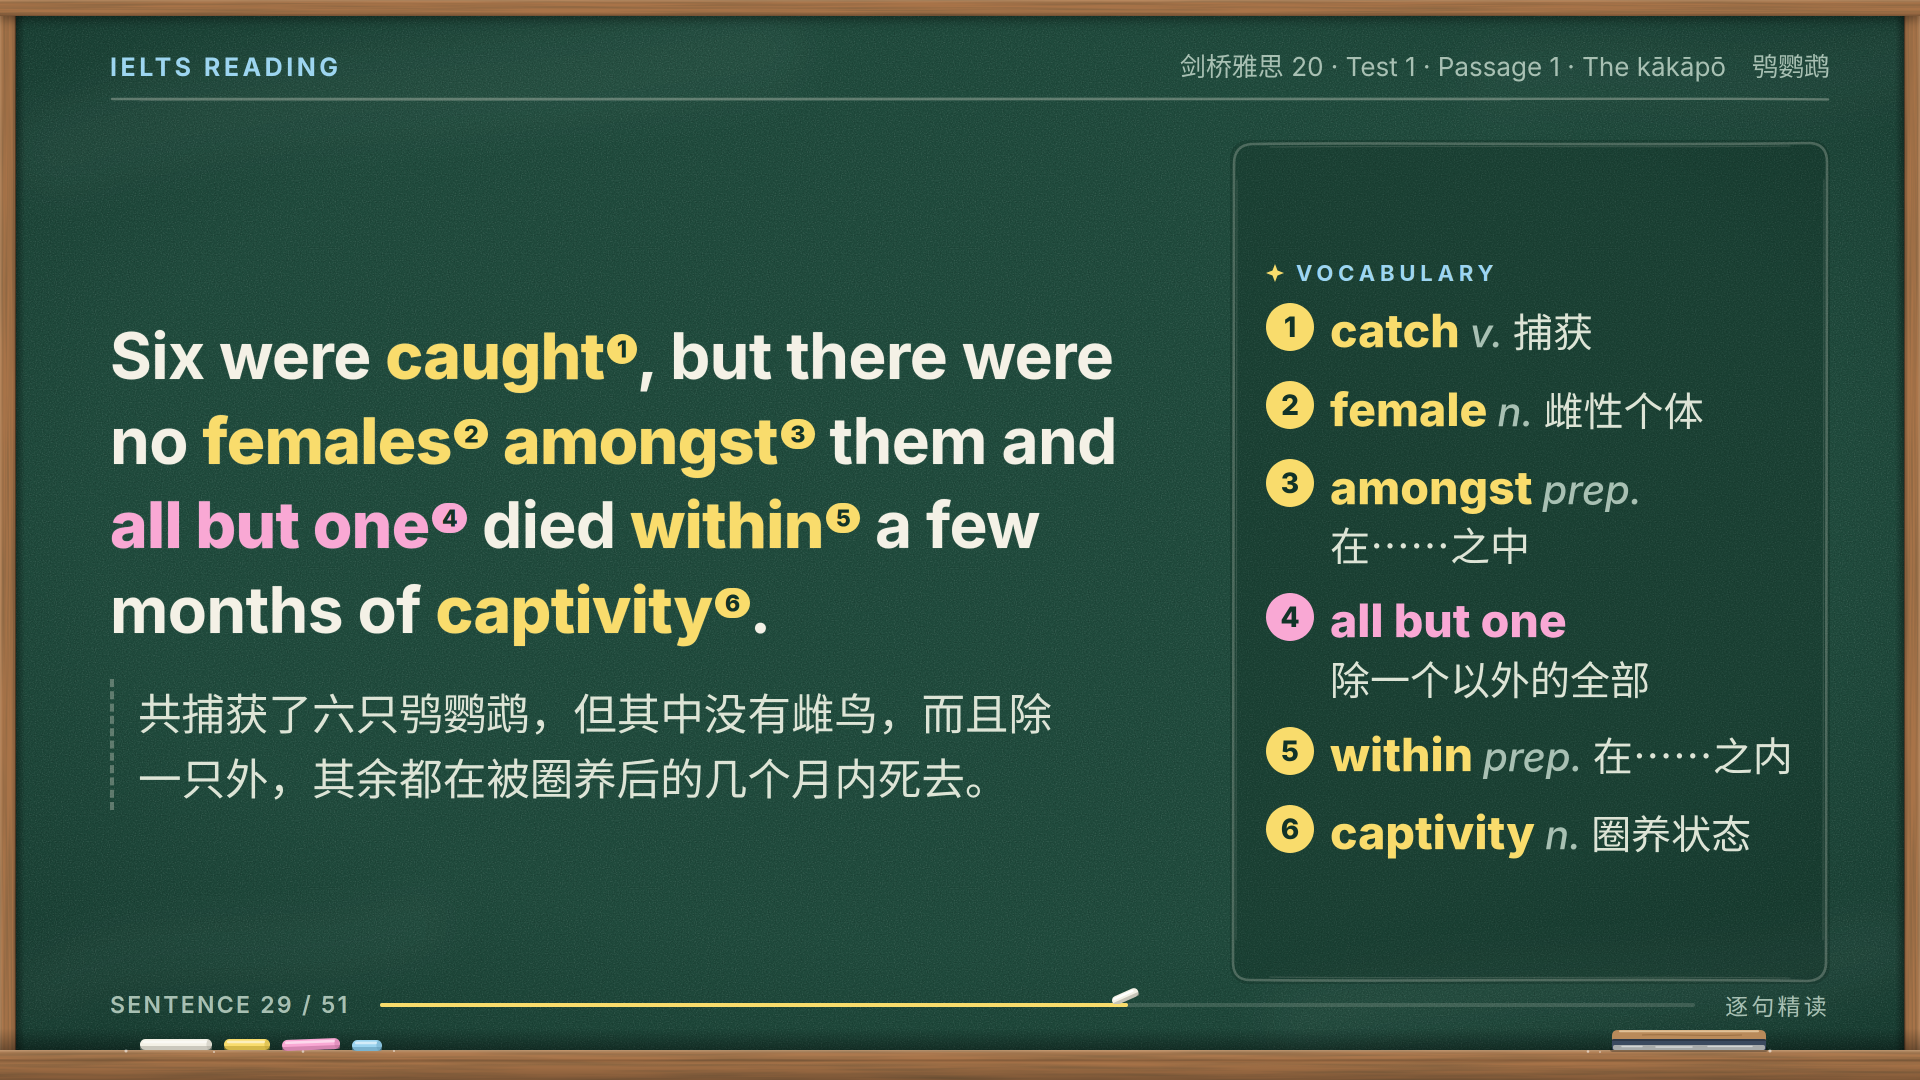 IELTS READING
剑桥雅思 20 · Test 1 · Passage 1 · The kākāpō 鸮鹦鹉
Six were caught❶, but there were
no females❷ amongst❸ them and
all but one❹ died within❺ a few
months of captivity❻.
共捕获了六只鸮鹦鹉，但其中没有雌鸟，而且除
一只外，其余都在被圈养后的几个月内死去。
VOCABULARY
1 catch v. 捕获
2 female n. 雌性个体
3 amongst prep.
在……之中
4 all but one
除一个以外的全部
5 within prep. 在……之内
6 captivity n. 圈养状态
SENTENCE 29 / 51
逐句精读